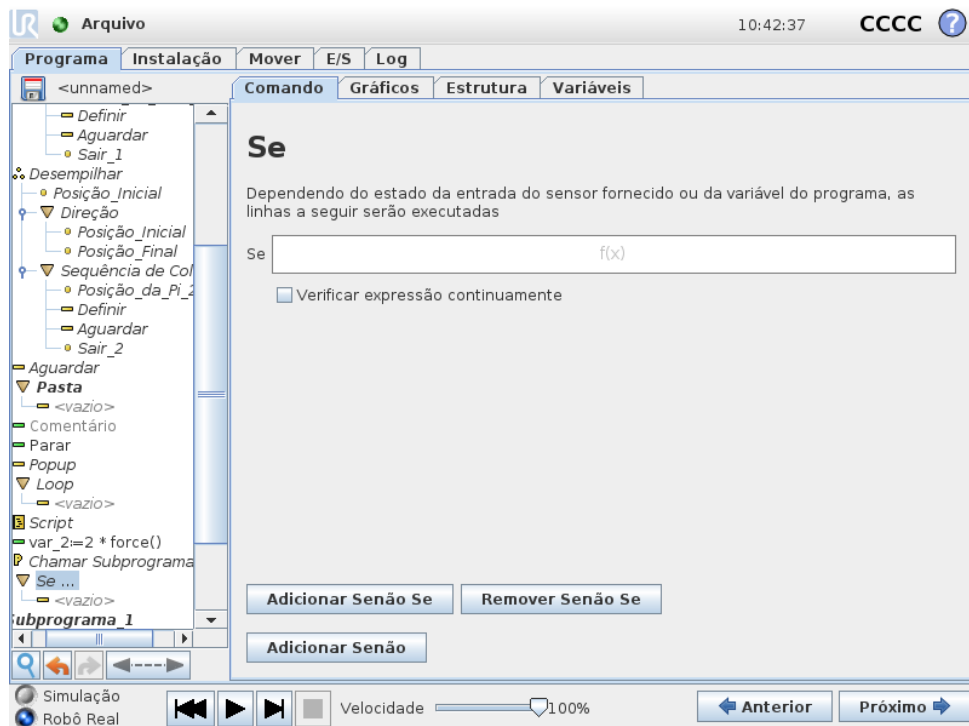 UR Arquivo 10:42:37 CCCC ?
Programa Instalação Mover E/S Log
<unnamed>
Comando Gráficos Estrutura Variáveis
Definir
Aguardar
Sair_1
Desempilhar
Posição_Inicial
Direção
Posição_Inicial
Posição_Final
Sequência de Col
Posição_da_Pi_2
Definir
Aguardar
Sair_2
Aguardar
Pasta
<vazio>
Comentário
Parar
Popup
Loop
<vazio>
Script
var_2:=2 * force()
Chamar Subprograma
Se ...
<vazio>
Subprograma_1
Se
Dependendo do estado da entrada do sensor fornecido ou da variável do programa, as
linhas a seguir serão executadas
Se f(x)
Verificar expressão continuamente
Adicionar Senão Se Remover Senão Se
Adicionar Senão
Simulação
Robô Real
Velocidade 100%
Anterior Próximo